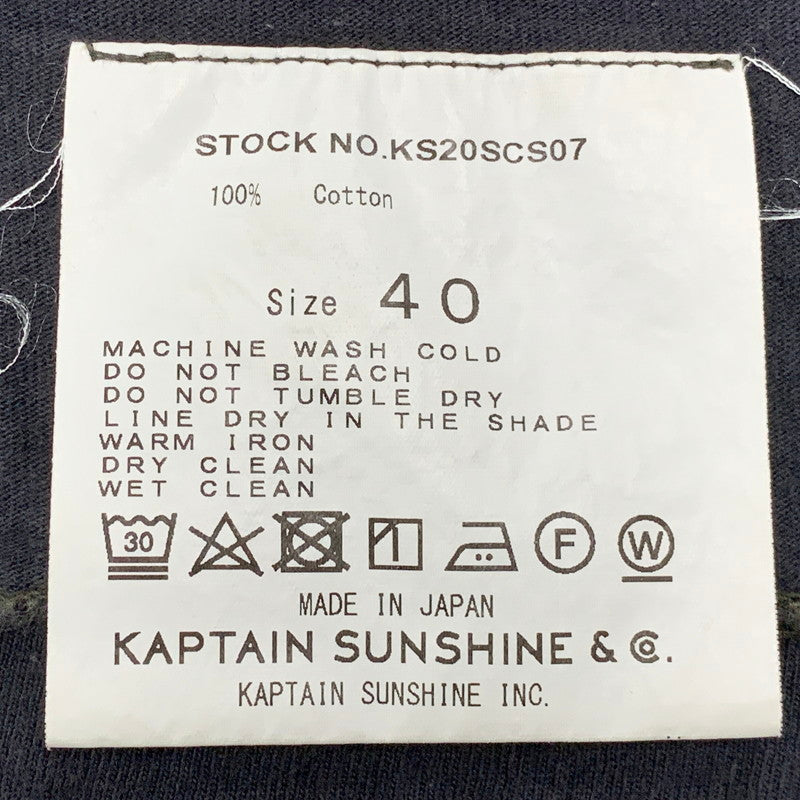 STOCK NO.KS20SCS07
100% Cotton
Size 40
MACHINE WASH COLD
DO NOT BLEACH
DO NOT TUMBLE DRY
LINE DRY IN THE SHADE
WARM IRON
DRY CLEAN
WET CLEAN
30 F W
MADE IN JAPAN
KAPTAIN SUNSHINE & Co.
KAPTAIN SUNSHINE INC.